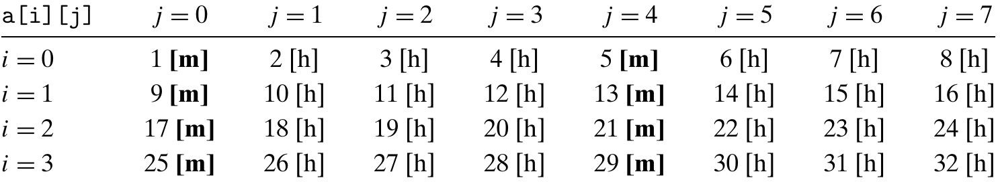 a[i][j] j = 0 j = 1 j = 2 j = 3 j = 4 j = 5 j = 6 j = 7
i = 0 1 [m] 2 [h] 3 [h] 4 [h] 5 [m] 6 [h] 7 [h] 8 [h]
i = 1 9 [m] 10 [h] 11 [h] 12 [h] 13 [m] 14 [h] 15 [h] 16 [h]
i = 2 17 [m] 18 [h] 19 [h] 20 [h] 21 [m] 22 [h] 23 [h] 24 [h]
i = 3 25 [m] 26 [h] 27 [h] 28 [h] 29 [m] 30 [h] 31 [h] 32 [h]